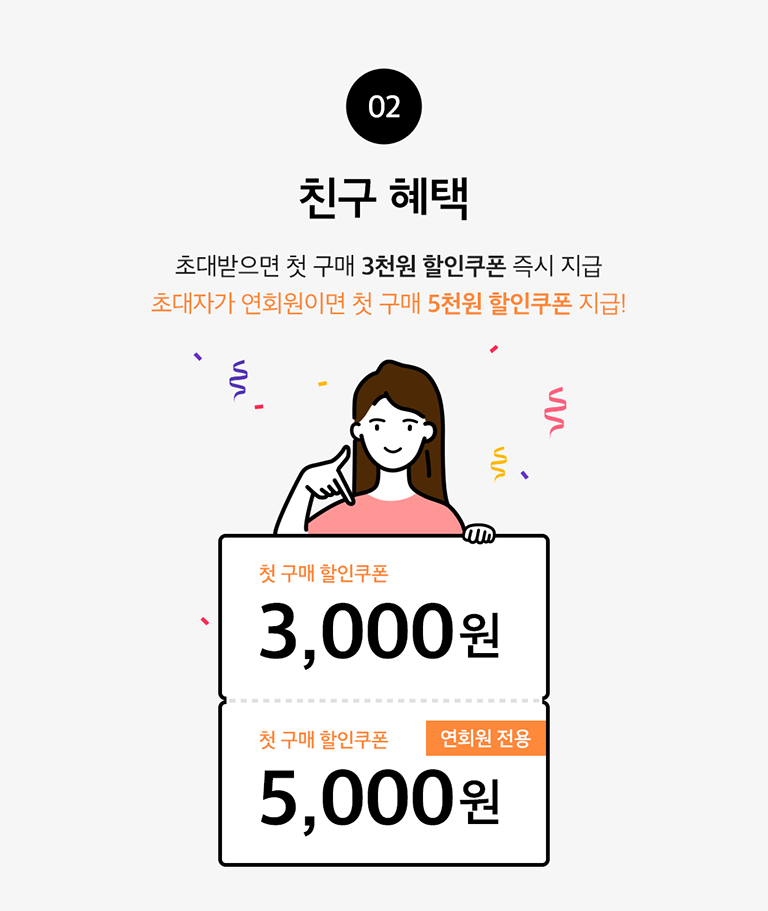 02
친구 혜택
초대받으면 첫 구매 3천원 할인쿠폰 즉시 지급
초대자가 연회원이면 첫 구매 5천원 할인쿠폰 지급!
첫 구매 할인쿠폰
3,000원
첫 구매 할인쿠폰 연회원 전용
5,000원